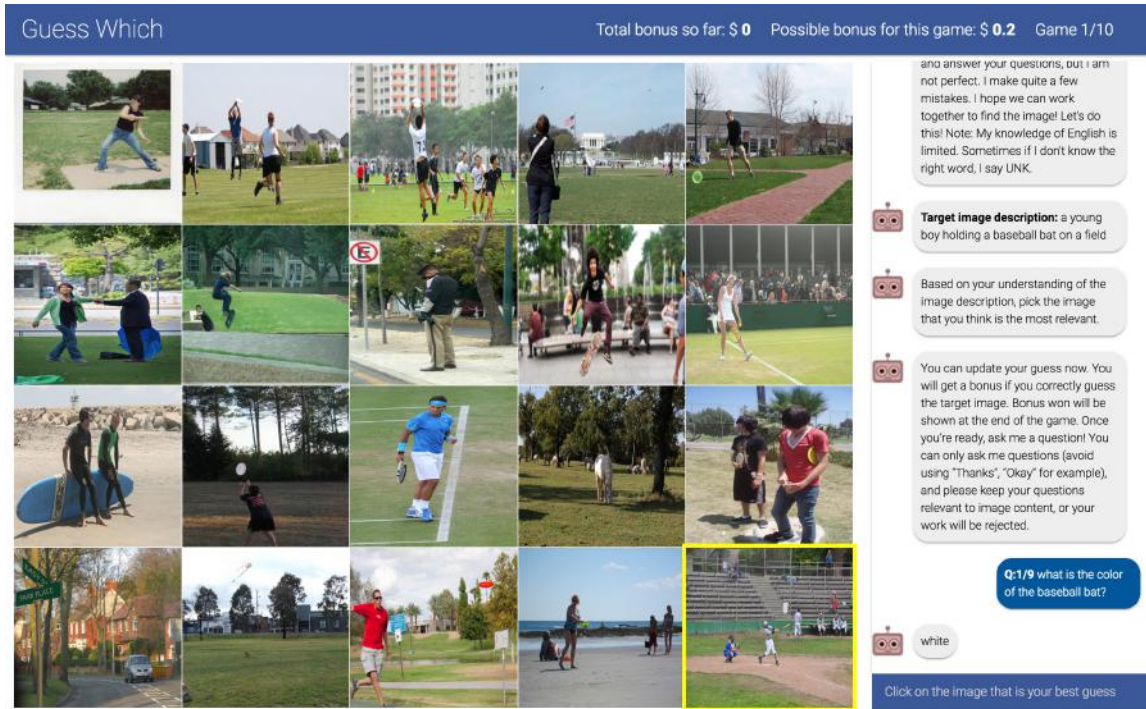 Guess Which
Total bonus so far: $ 0 Possible bonus for this game: $ 0.2 Game 1/10
and answer your questions, but I am
not perfect. I make quite a few
mistakes. I hope we can work
together to find the image! Let's do
this! Note: My knowledge of English is
limited. Sometimes if I don't know the
right word, I say UNK.
Target image description: a young
boy holding a baseball bat on a field
Based on your understanding of the
image description, pick the image
that you think is the most relevant.
You can update your guess now. You
will get a bonus if you correctly guess
the target image. Bonus won will be
shown at the end of the game. Once
you're ready, ask me a question! You
can only ask me questions (avoid
using "Thanks", "Okay" for example),
and please keep your questions
relevant to image content, or your
work will be rejected.
Q:1/9 what is the color
of the baseball bat?
white
Click on the image that is your best guess
E
PARK PLACE